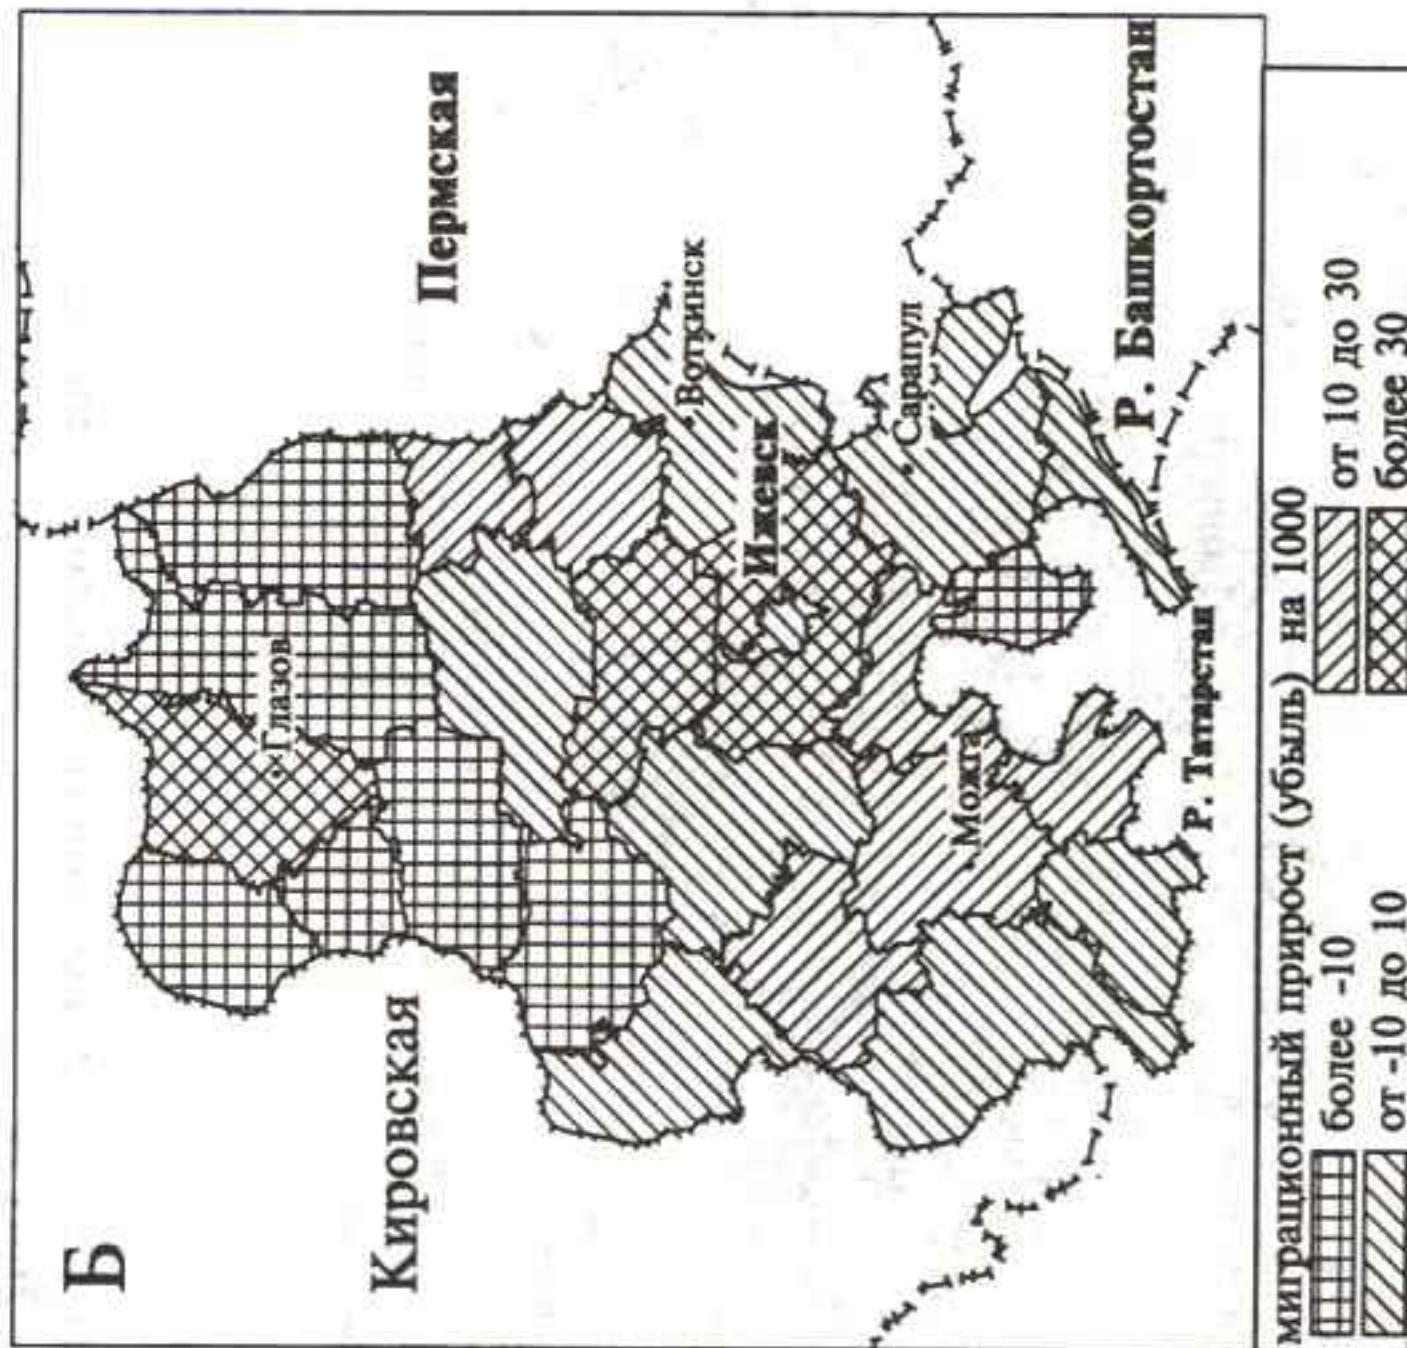 Б
Кировская
Пермская
Глазов
Воткинск
Ижевск
Сарапул
Можга
Р. Татарстан
Р. Башкортостан
миграционный прирост (убыль) на 1000
более -10
от -10 до 10
от 10 до 30
более 30